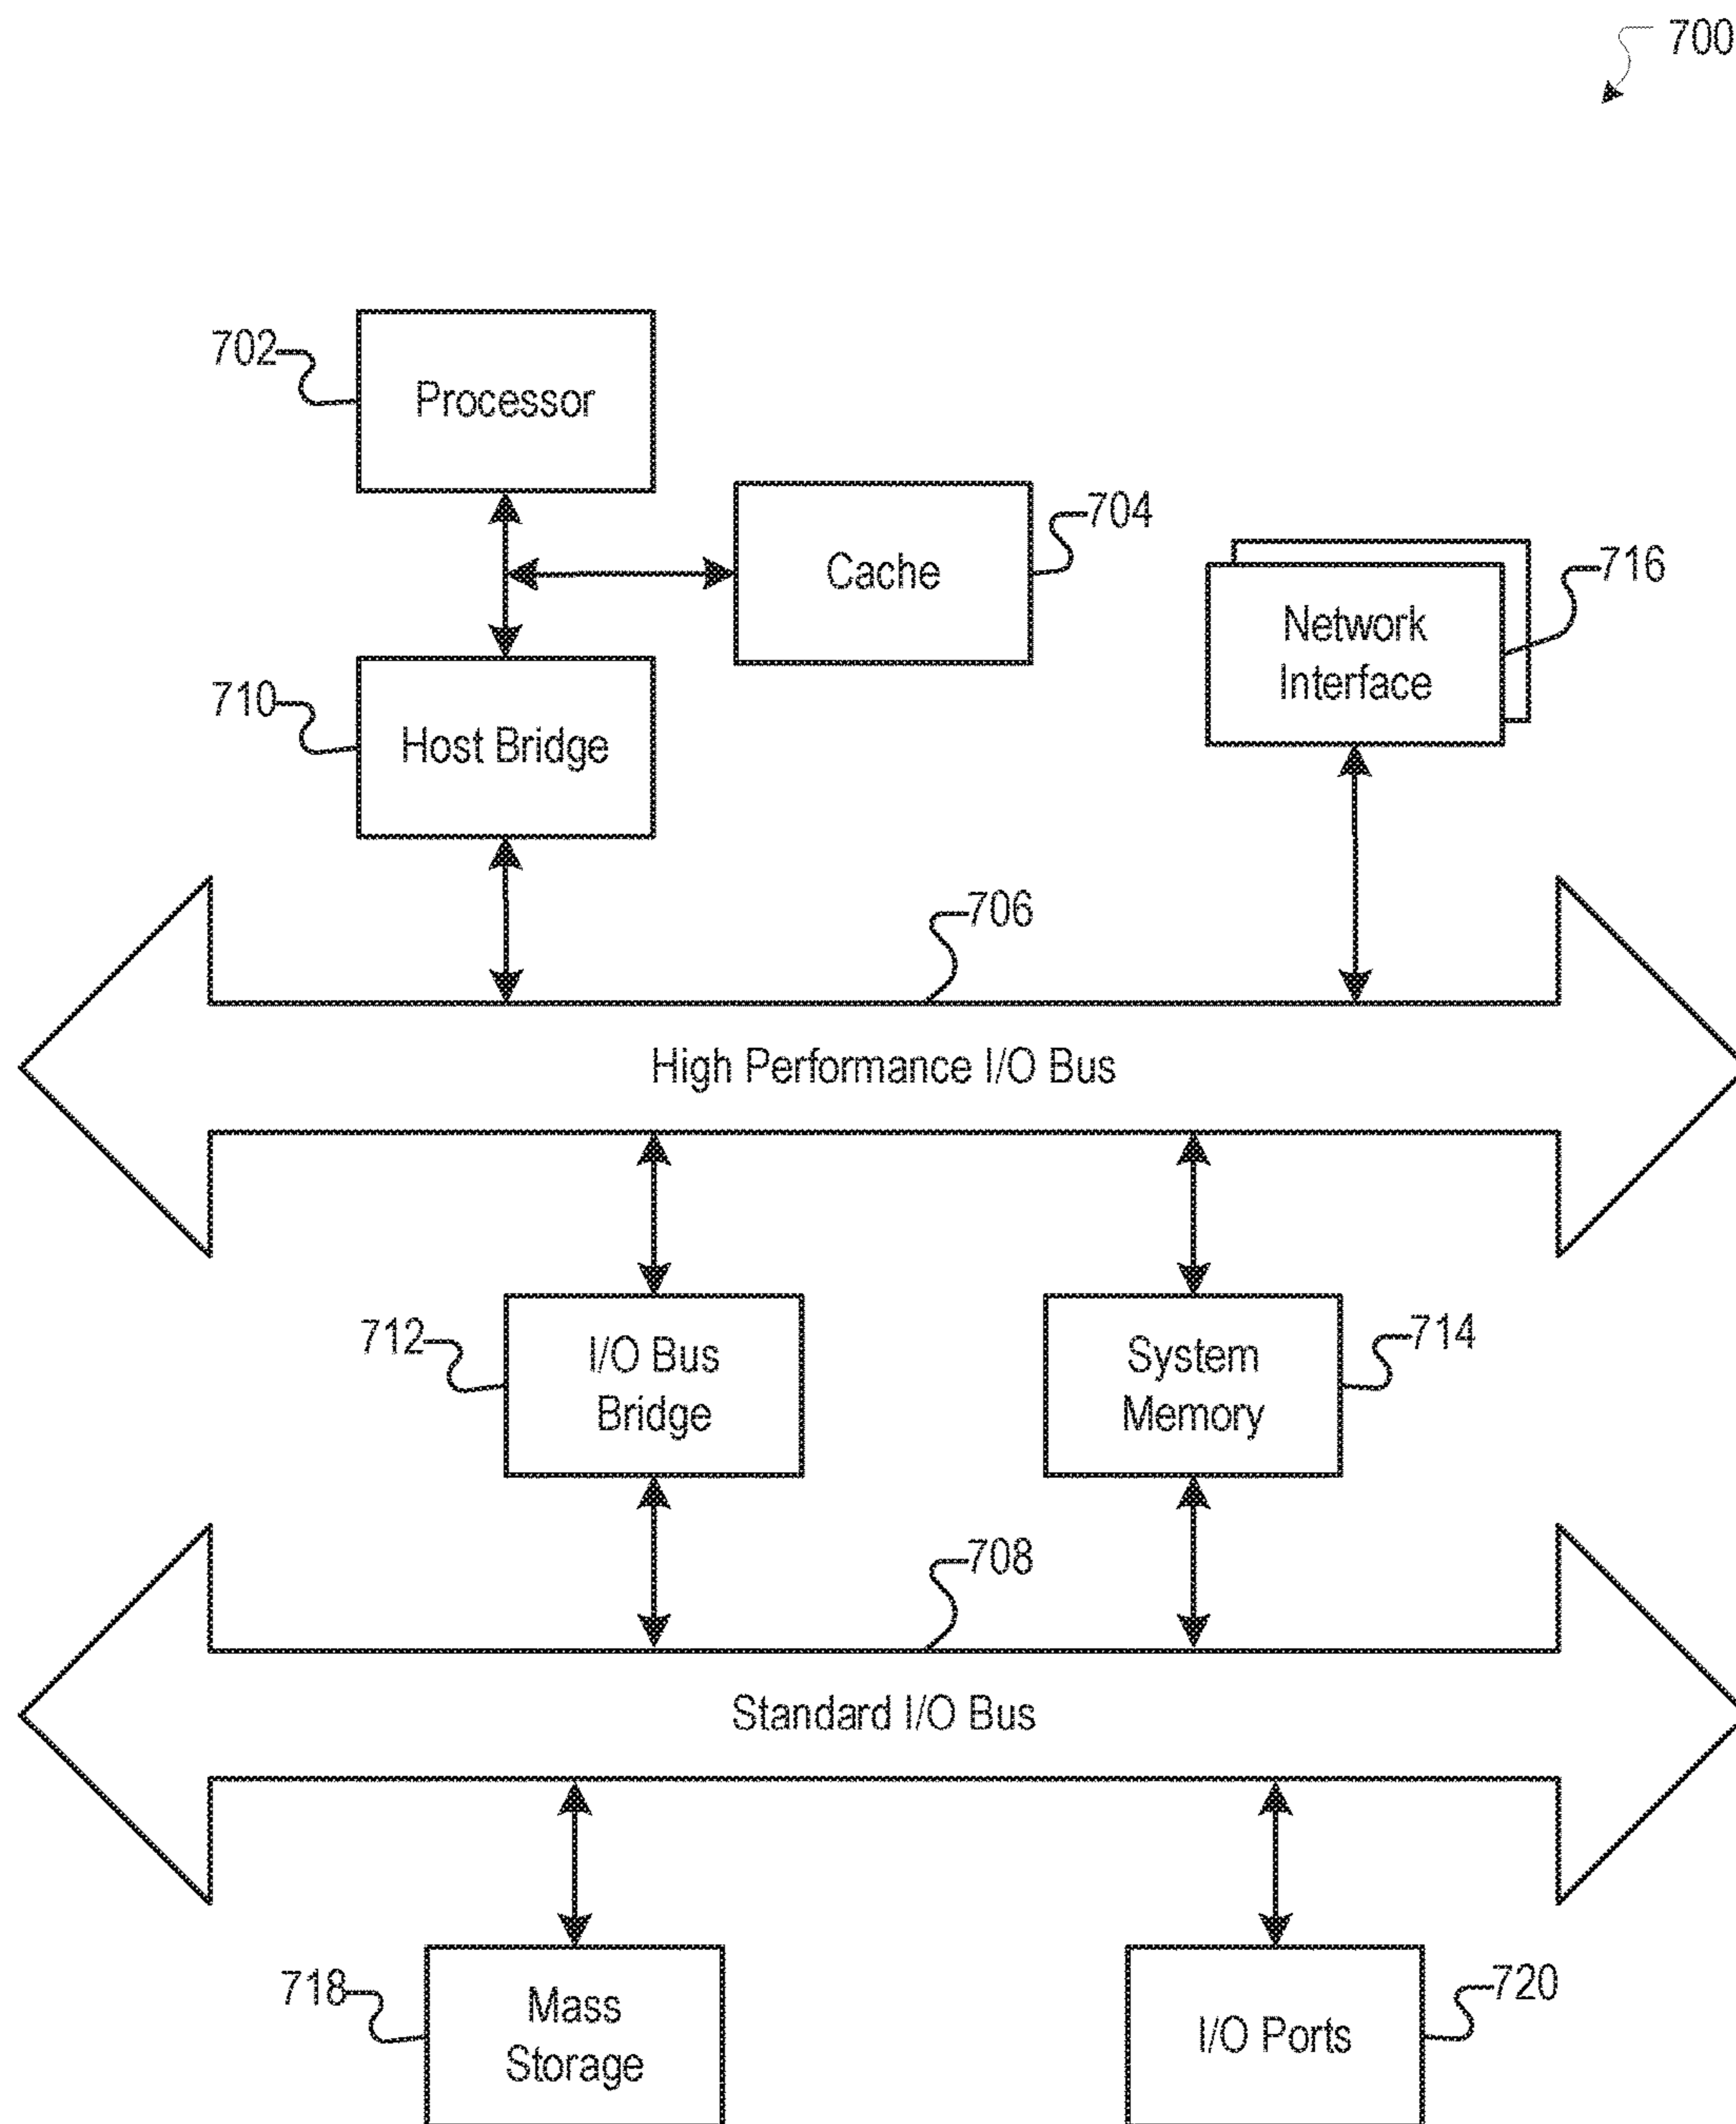 700
702
Processor
704
Cache
716
Network
Interface
710
Host Bridge
706
High Performance I/O Bus
712
I/O Bus
Bridge
714
System
Memory
708
Standard I/O Bus
718
Mass
Storage
720
I/O Ports